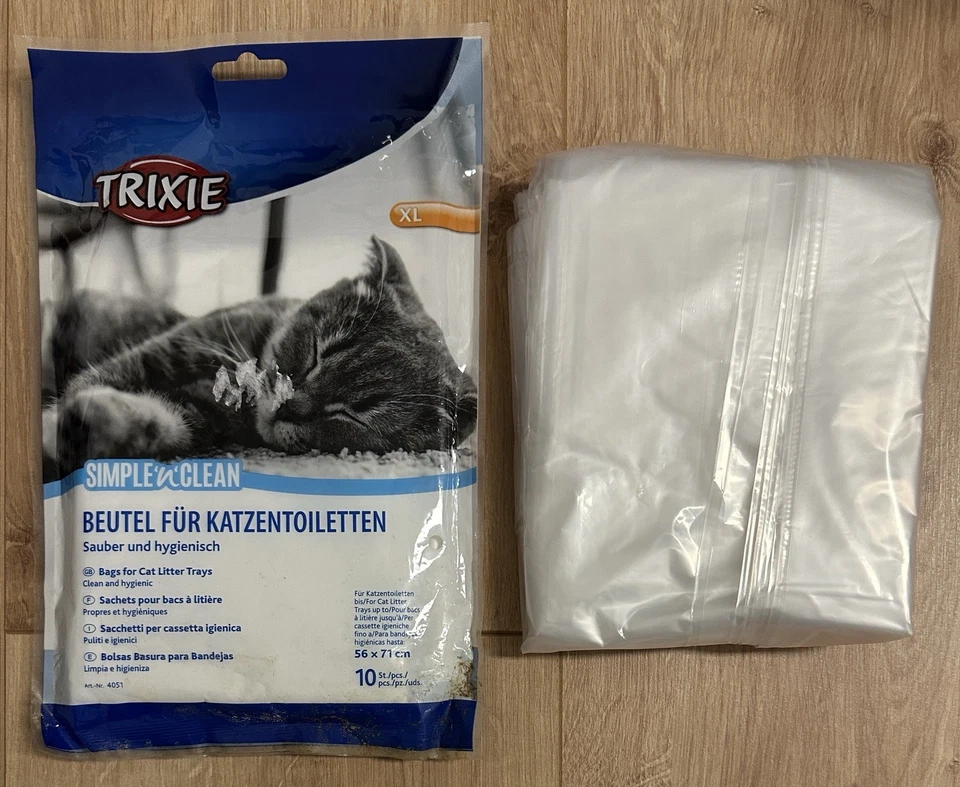 TRIXIE
XL
SIMPLE'n'CLEAN
BEUTEL FÜR KATZENTOILETTEN
Sauber und hygienisch
GB Bags for Cat Litter Trays
Clean and hygienic
F Sachets pour bacs à litière
Propres et hygiéniques
I Sacchetti per cassetta igienica
Puliti e igienici
E Bolsas Basura para Bandejas
Limpia e higieniza
Art.-Nr. 4051
Für Katzentoiletten
bis/For Cat Litter
Trays up to/Pour bacs
à litière jusqu'à/Per
cassette igieniche
fino a/Para
higiénicas hasta:
56 x 71 cm
10 St./pcs./
pcs./pz./uds.